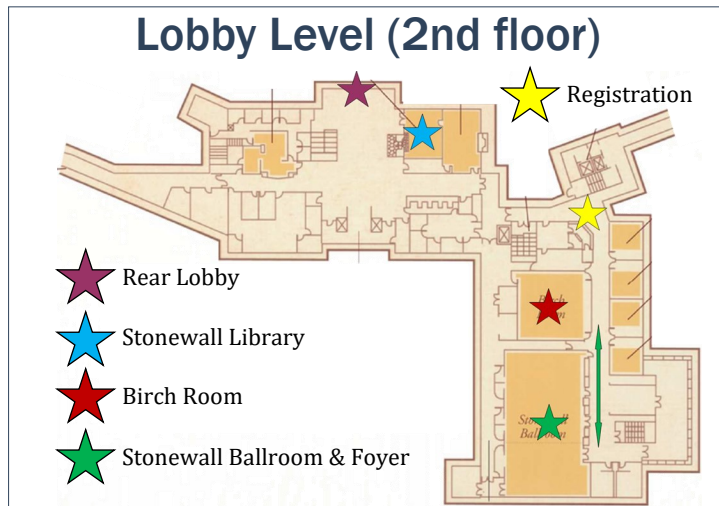 Lobby Level (2nd floor)
Registration
Rear Lobby
Stonewall Library
Birch Room
Stonewall Ballroom & Foyer